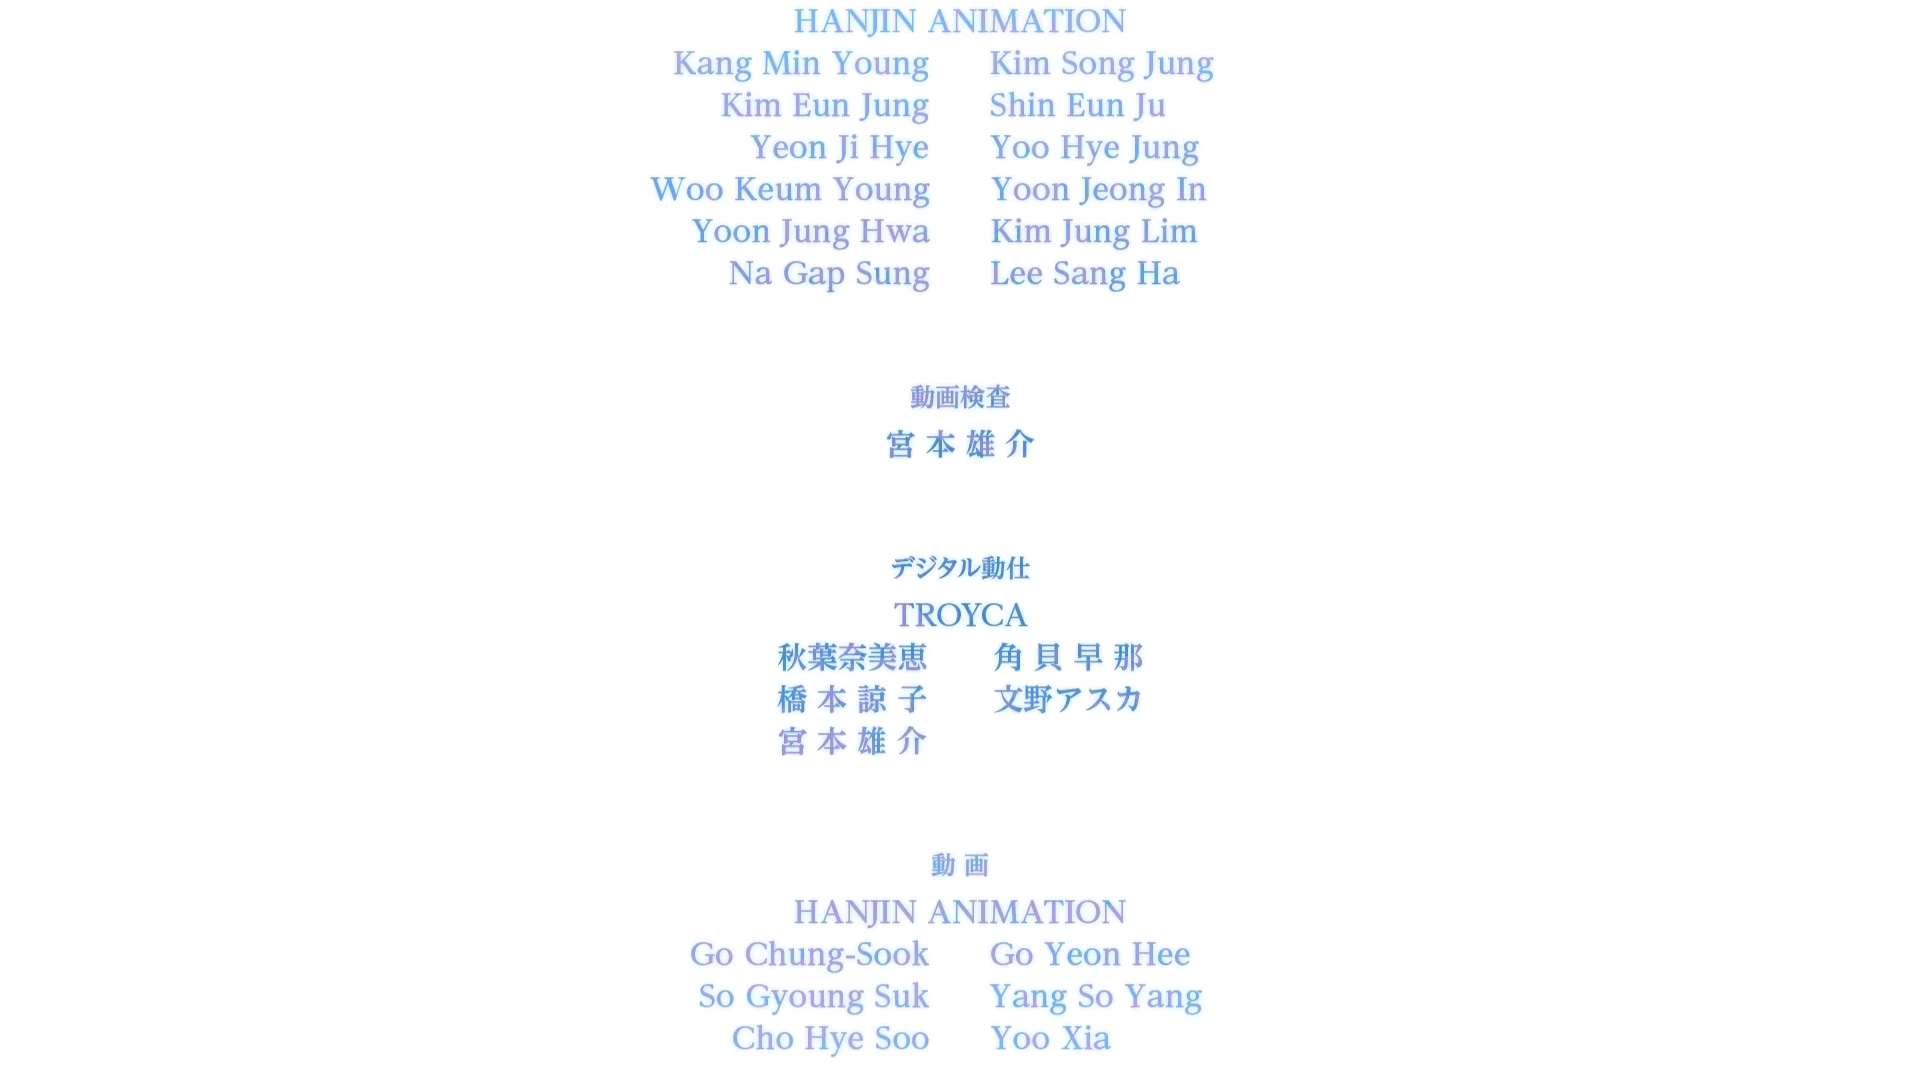 HANJIN ANIMATION
Kang Min Young Kim Song Jung
Kim Eun Jung Shin Eun Ju
Yeon Ji Hye Yoo Hye Jung
Woo Keum Young Yoon Jeong In
Yoon Jung Hwa Kim Jung Lim
Na Gap Sung Lee Sang Ha
動画検査
宮本雄介
デジタル動仕
TROYCA
秋葉奈美恵 角貝早那
橋本諒子 文野アスカ
宮本雄介
動画
HANJIN ANIMATION
Go Chung-Sook Go Yeon Hee
So Gyoung Suk Yang So Yang
Cho Hye Soo Yoo Xia